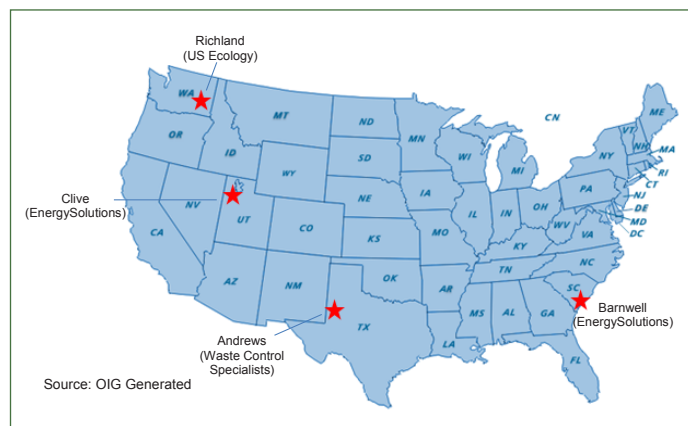 Richland
(US Ecology)
WA
MT
ND
MN
ME
CN
VT
NH
MA
OR
ID
SD
WI
MI
NY
RI
CT
WY
Clive
(EnergySolutions)
NV
UT
NE
IA
PA
NJ
DE
MD
DC
CA
CO
KS
MO
IL
IN
OH
WV
VA
KY
AZ
NM
OK
AR
TN
NC
SC
Andrews
(Waste Control
Specialists)
TX
LA
MS
AL
GA
Barnwell
(EnergySolutions)
FL
Source: OIG Generated